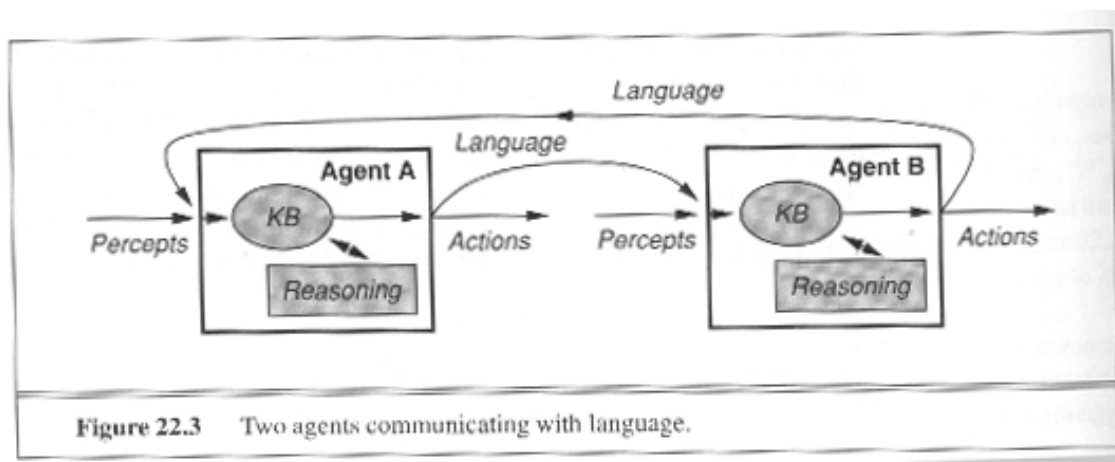 Language
Language
Agent A
Agent B
KB
KB
Percepts
Actions
Percepts
Actions
Reasoning
Reasoning
Figure 22.3 Two agents communicating with language.